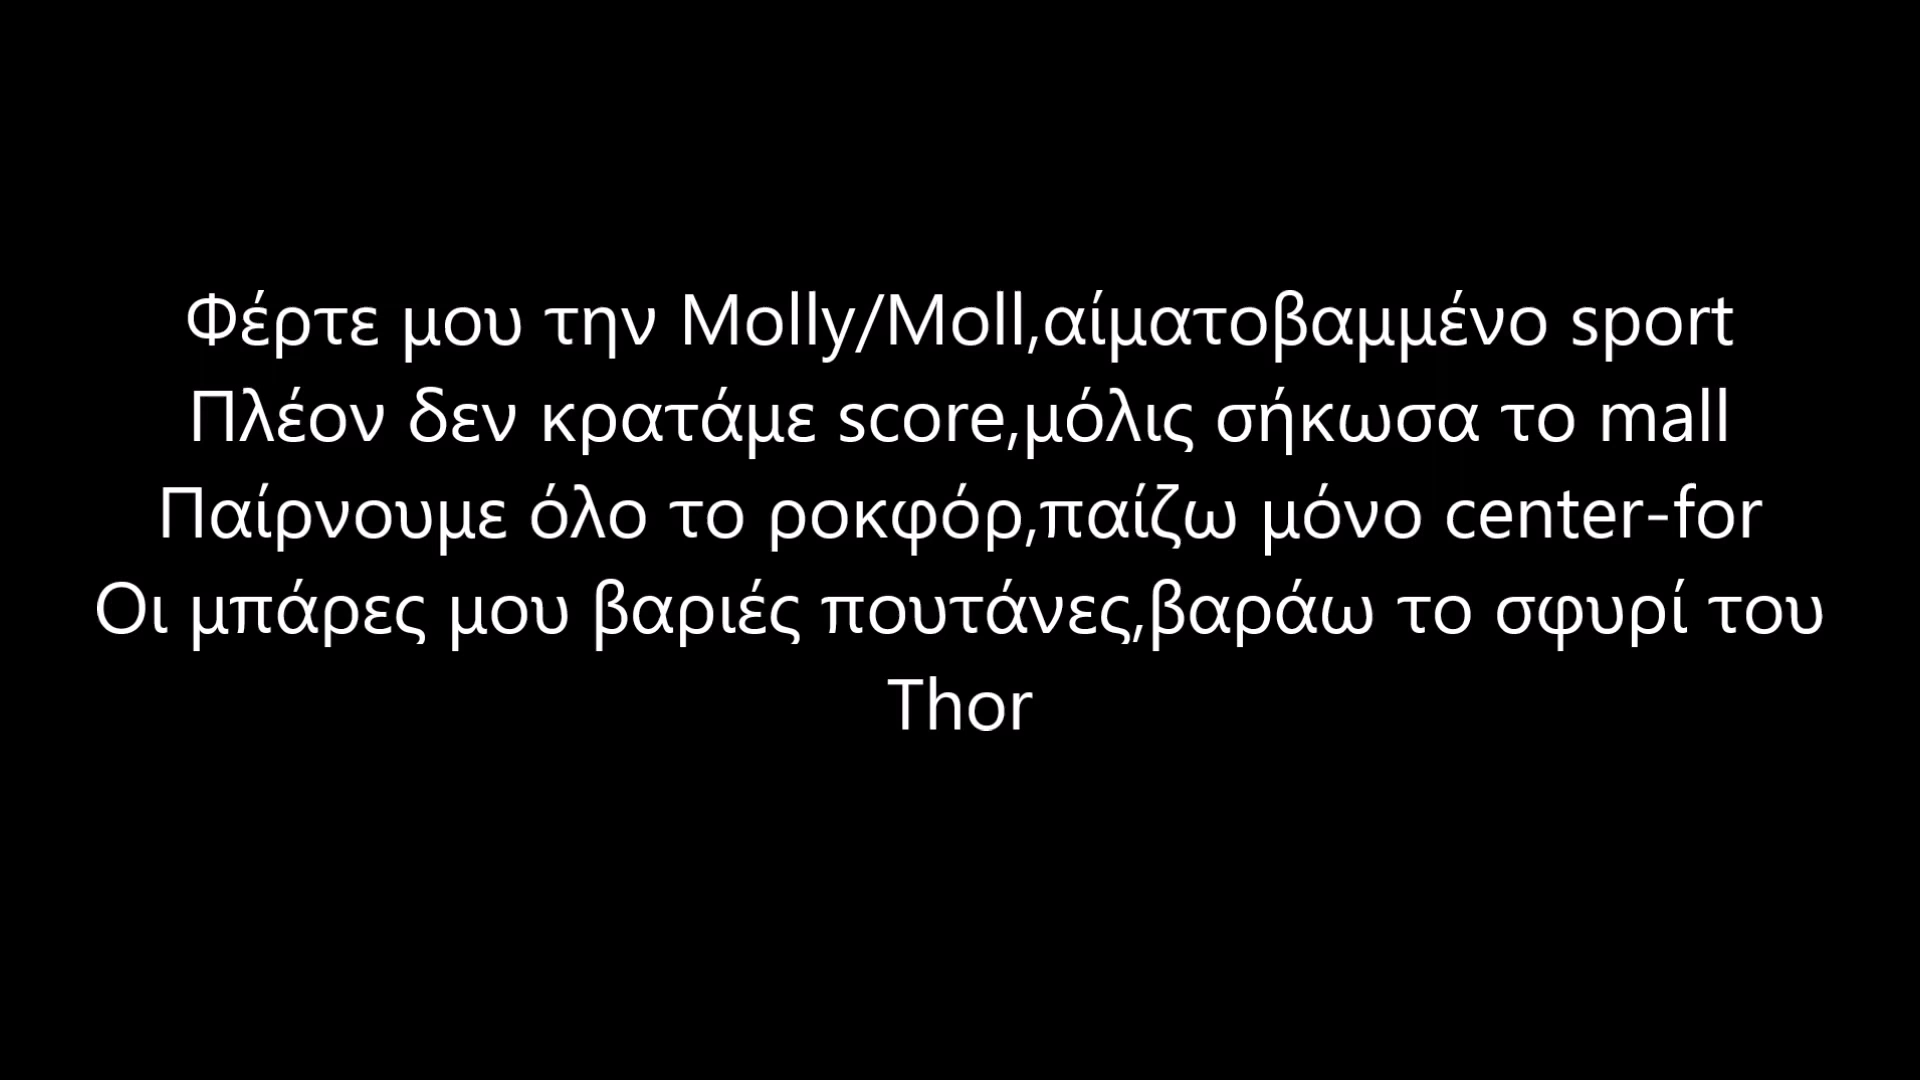 Φέρτε μου την Molly/Moll,αίματοβαμμένο sport
Πλέον δεν κρατάμε score,μόλις σήκωσα το mall
Παίρνουμε όλο το ροκφόρ,παίζω μόνο center-for
Οι μπάρες μου βαριές πουτάνες,βαράω το σφυρί του
Thor